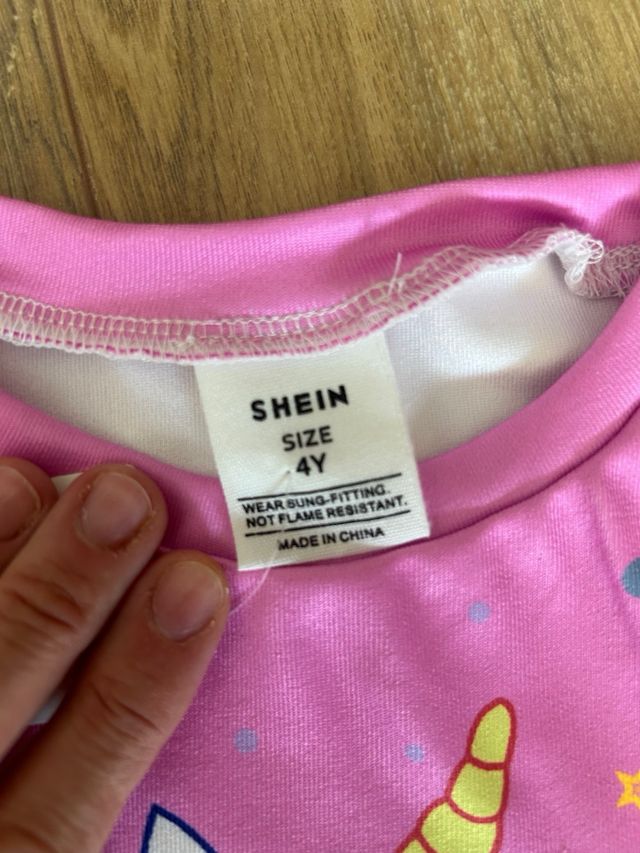 SHEIN
SIZE
4Y
WEAR SUNG-FITTING.
NOT FLAME RESISTANT.
MADE IN CHINA